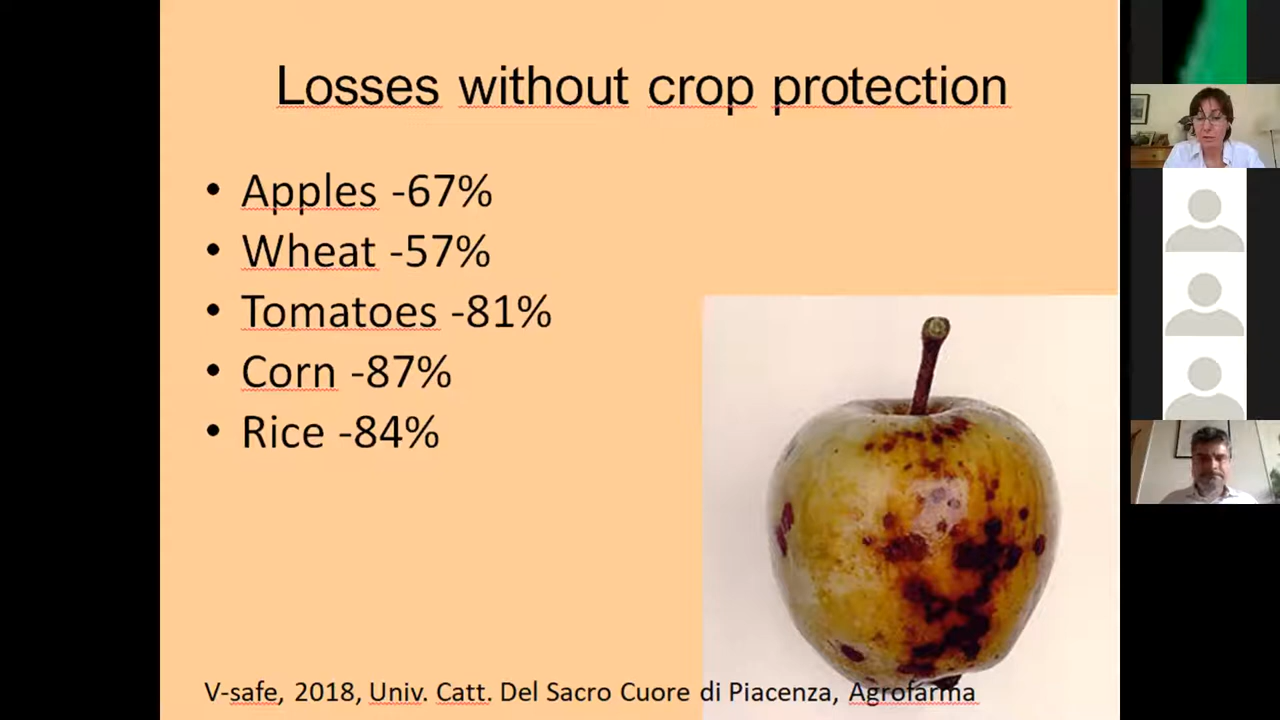 Losses without crop protection
• Apples -67%
• Wheat -57%
• Tomatoes -81%
• Corn -87%
• Rice -84%
V-safe, 2018, Univ. Catt. Del Sacro Cuore di Piacenza, Agrofarma